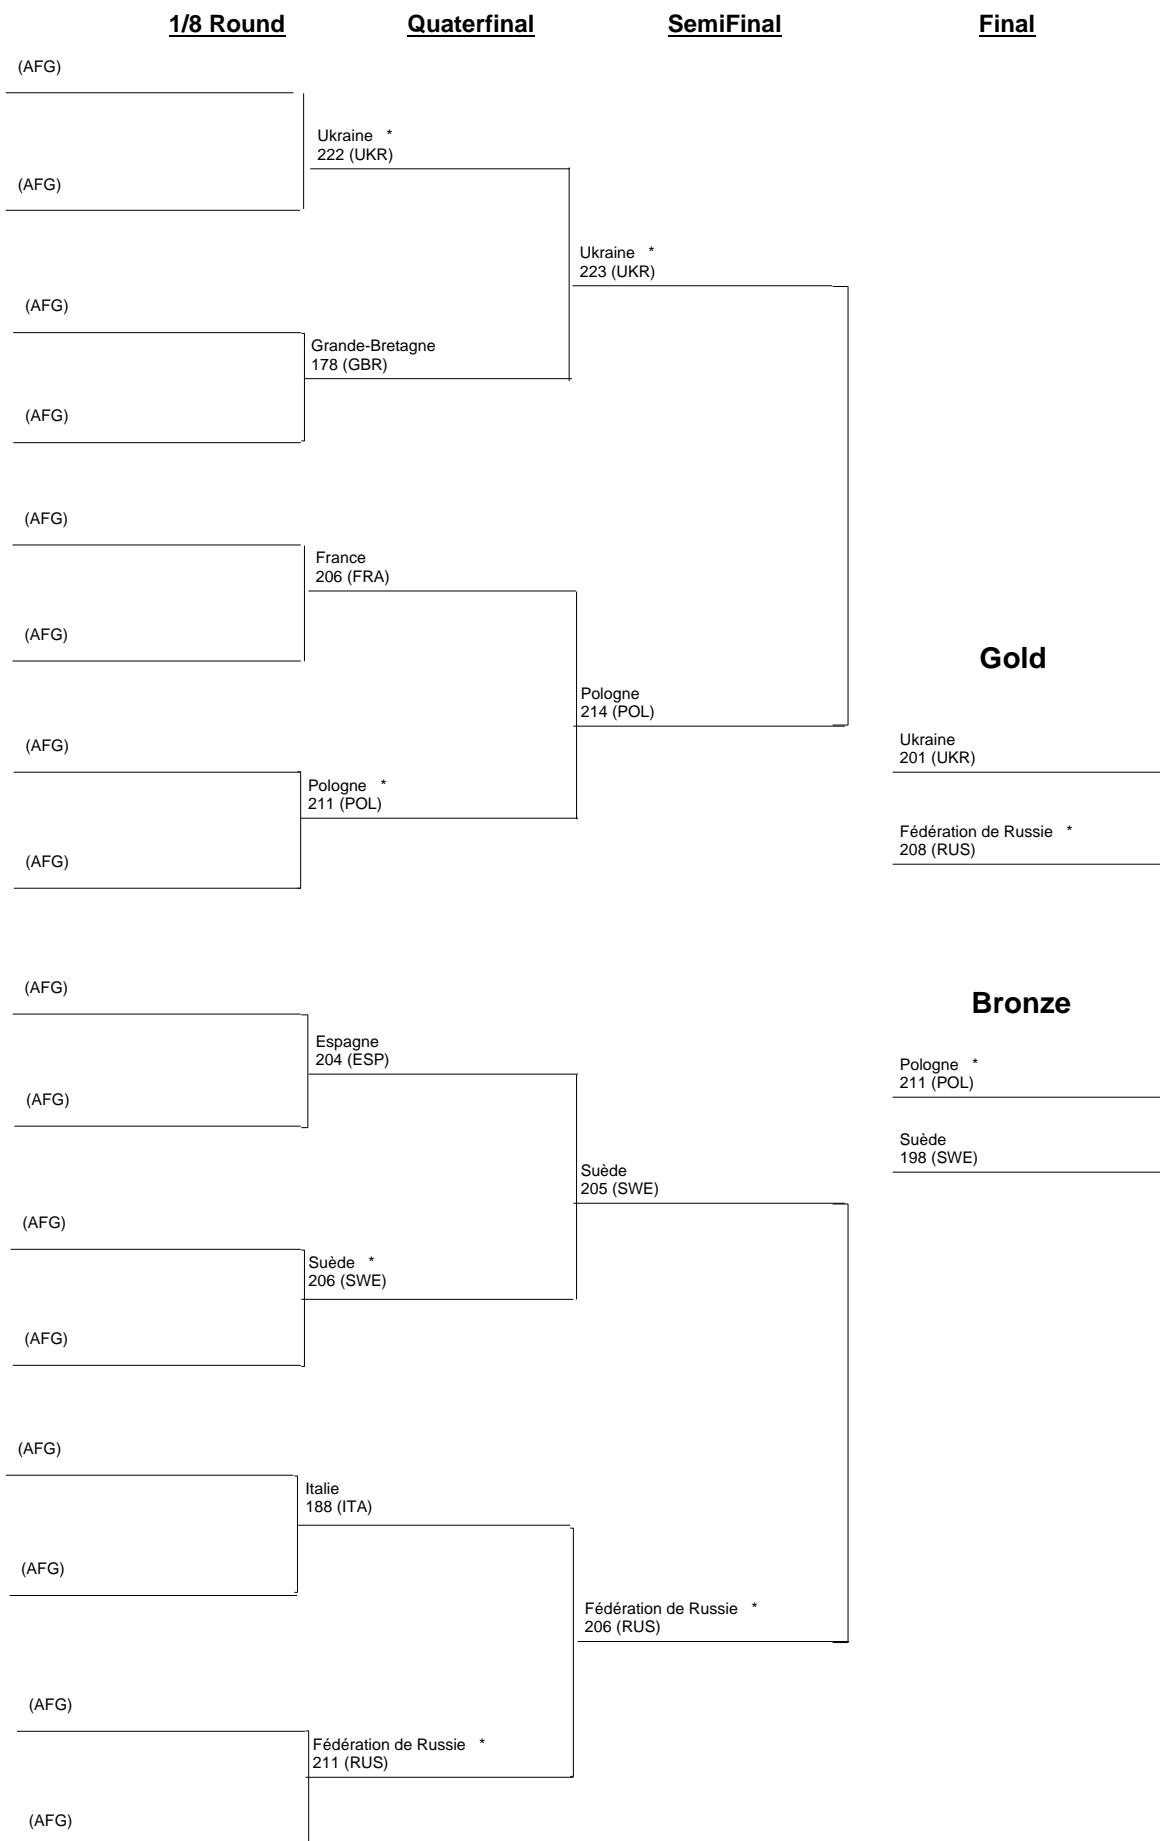 1/8 Round Quaterfinal SemiFinal Final
(AFG)
Ukraine *
222 (UKR)
(AFG)
Ukraine *
223 (UKR)
(AFG)
Grande-Bretagne
178 (GBR)
(AFG)
(AFG)
France
206 (FRA)
(AFG)
Gold
Pologne
214 (POL)
Ukraine
201 (UKR)
(AFG)
Pologne *
211 (POL)
Fédération de Russie *
208 (RUS)
(AFG)
(AFG)
Bronze
Espagne
204 (ESP)
Pologne *
211 (POL)
(AFG)
Suède
198 (SWE)
Suède
205 (SWE)
(AFG)
Suède *
206 (SWE)
(AFG)
(AFG)
Italie
188 (ITA)
(AFG)
Fédération de Russie *
206 (RUS)
(AFG)
Fédération de Russie *
211 (RUS)
(AFG)